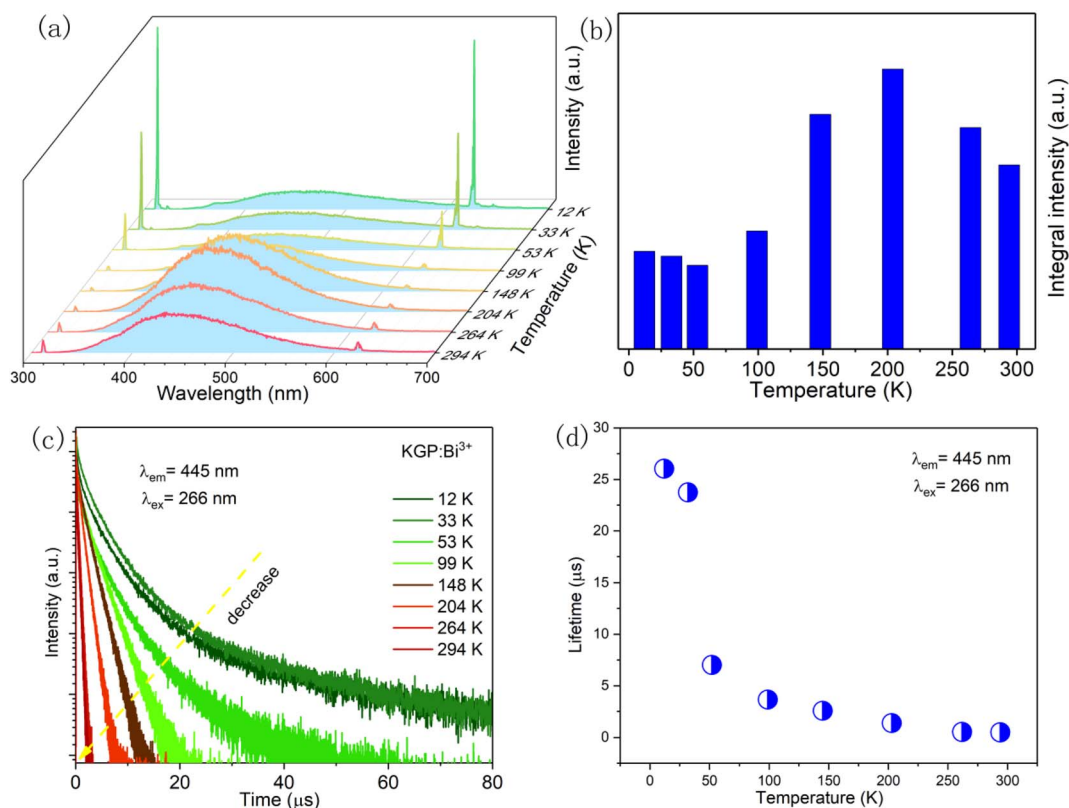 (a)
Intensity (a.u.)
12 K
33 K
53 K
99 K
148 K
204 K
264 K
294 K
Temperature (K)
300 400 500 600 700
Wavelength (nm)
(b)
Integral intensity (a.u.)
0 50 100 150 200 250 300
Temperature (K)
(c)
KGP:Bi³⁺
λem= 445 nm
λex= 266 nm
12 K
33 K
53 K
99 K
148 K
204 K
264 K
294 K
decrease
Intensity (a.u.)
0 20 40 60 80
Time (μs)
(d)
λem= 445 nm
λex= 266 nm
30
25
20
15
10
5
0
Lifetime (μs)
0 50 100 150 200 250 300
Temperature (K)